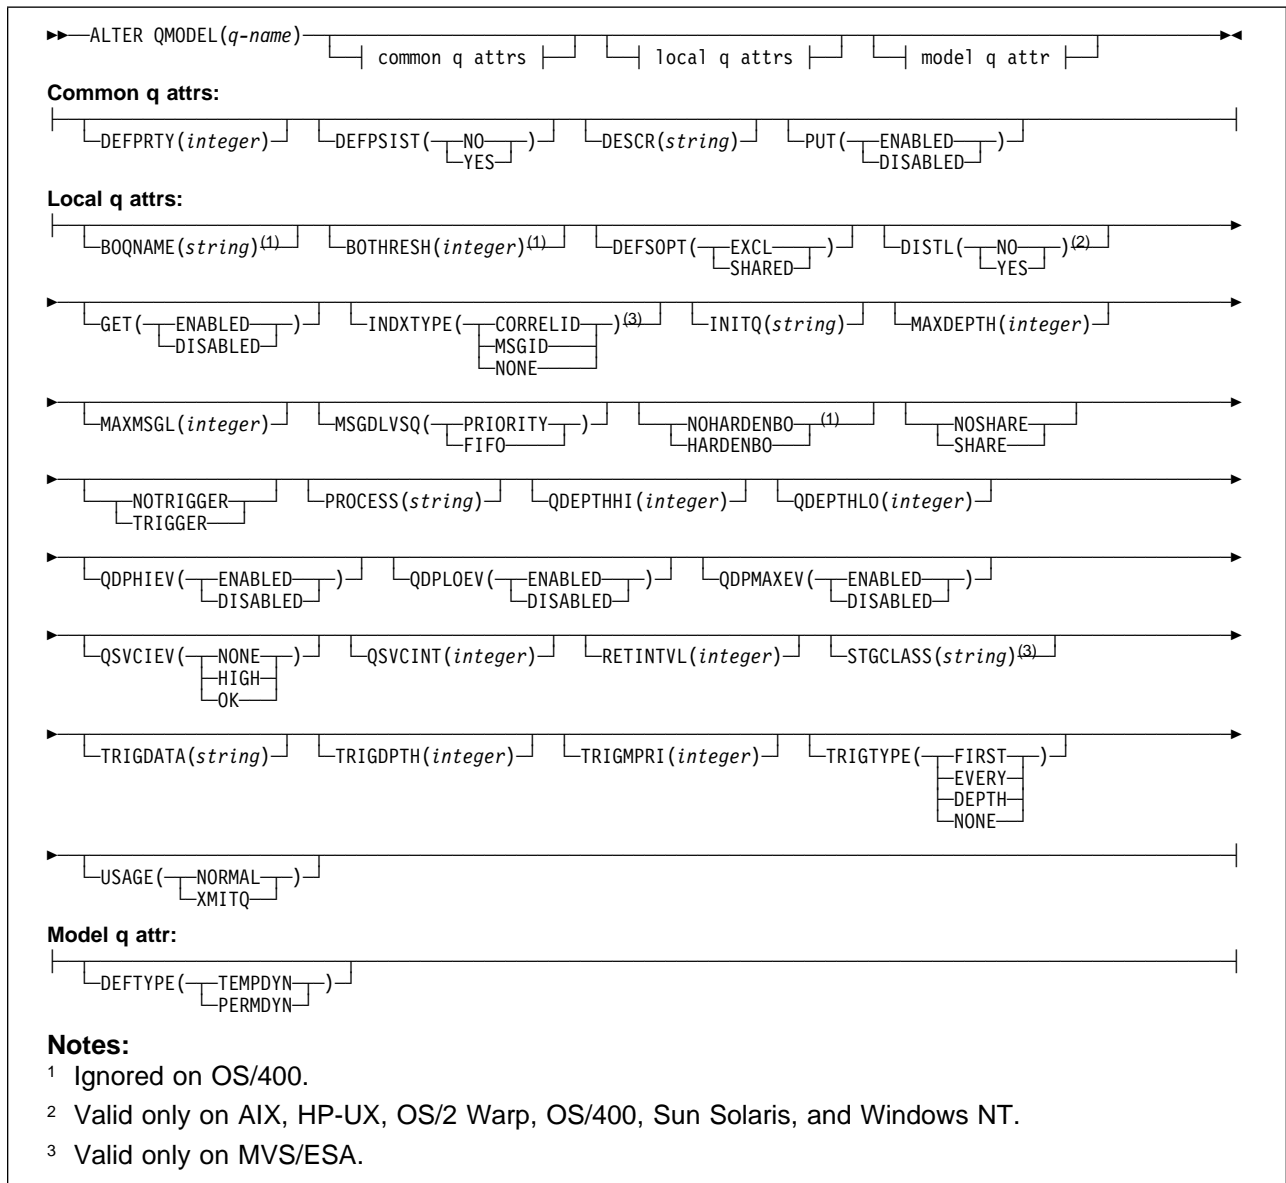 ALTER QMODEL(q-name)
common q attrs local q attrs model q attr
Common q attrs:
DEFPRTY(integer) DEFPSIST( NO ) DESCR(string) PUT( ENABLED )
YES DISABLED
Local q attrs:
BOQNAME(string)(1) BOTHRESH(integer)(1) DEFSOPT( EXCL ) DISTL( NO )(2)
SHARED YES
GET( ENABLED ) INDXTYPE( CORRELID )(3) INITQ(string) MAXDEPTH(integer)
DISABLED MSGID
NONE
MAXMSGL(integer) MSGDLVSQ( PRIORITY ) NOHARDENBO (1) NOSHARE
FIFO HARDENBO SHARE
NOTRIGGER PROCESS(string) QDEPTHHI(integer) QDEPTHLO(integer)
TRIGGER
QDPHIEV( ENABLED ) QDPLOEV( ENABLED ) QDPMAXEV( ENABLED )
DISABLED DISABLED DISABLED
QSVCIEV( NONE ) QSVCINT(integer) RETINTVL(integer) STGCLASS(string)(3)
HIGH
OK
TRIGDATA(string) TRIGDPTH(integer) TRIGMPRI(integer) TRIGTYPE( FIRST )
EVERY
DEPTH
NONE
USAGE( NORMAL )
XMITQ
Model q attr:
DEFTYPE( TEMPDYN )
PERMDYN
Notes:
1 Ignored on OS/400.
2 Valid only on AIX, HP-UX, OS/2 Warp, OS/400, Sun Solaris, and Windows NT.
3 Valid only on MVS/ESA.